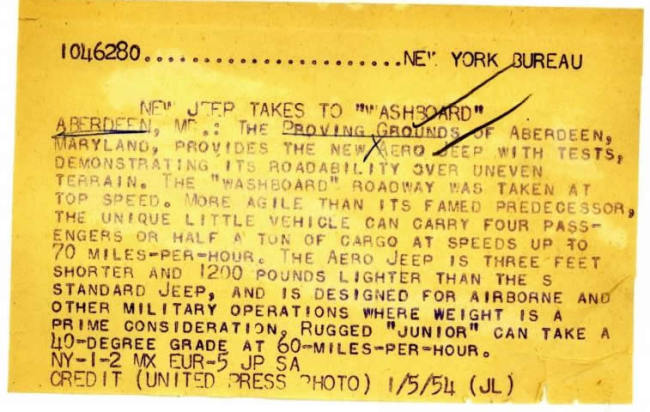 1046280.......................NEW YORK BUREAU
NEW JEEP TAKES TO "WASHBOARD"
ABERDEEN, MD.: THE PROVING GROUNDS OF ABERDEEN,
MARYLAND, PROVIDES THE NEW AERO JEEP WITH TESTS,
DEMONSTRATING ITS ROADABILITY OVER UNEVEN
TERRAIN. THE "WASHBOARD" ROADWAY WAS TAKEN AT
TOP SPEED. MORE AGILE THAN ITS FAMED PREDECESSOR,
THE UNIQUE LITTLE VEHICLE CAN CARRY FOUR PASS-
ENGERS OR HALF A TON OF CARGO AT SPEEDS UP TO
70 MILES-PER-HOUR. THE AERO JEEP IS THREE FEET
SHORTER AND 1200 POUNDS LIGHTER THAN THE S
STANDARD JEEP, AND IS DESIGNED FOR AIRBORNE AND
OTHER MILITARY OPERATIONS WHERE WEIGHT IS A
PRIME CONSIDERATION. RUGGED "JUNIOR" CAN TAKE A
40-DEGREE GRADE AT 60-MILES-PER-HOUR.
NY-1-2 MX EUR-5 JP SA
CREDIT (UNITED PRESS PHOTO) 1/5/54 (JL)